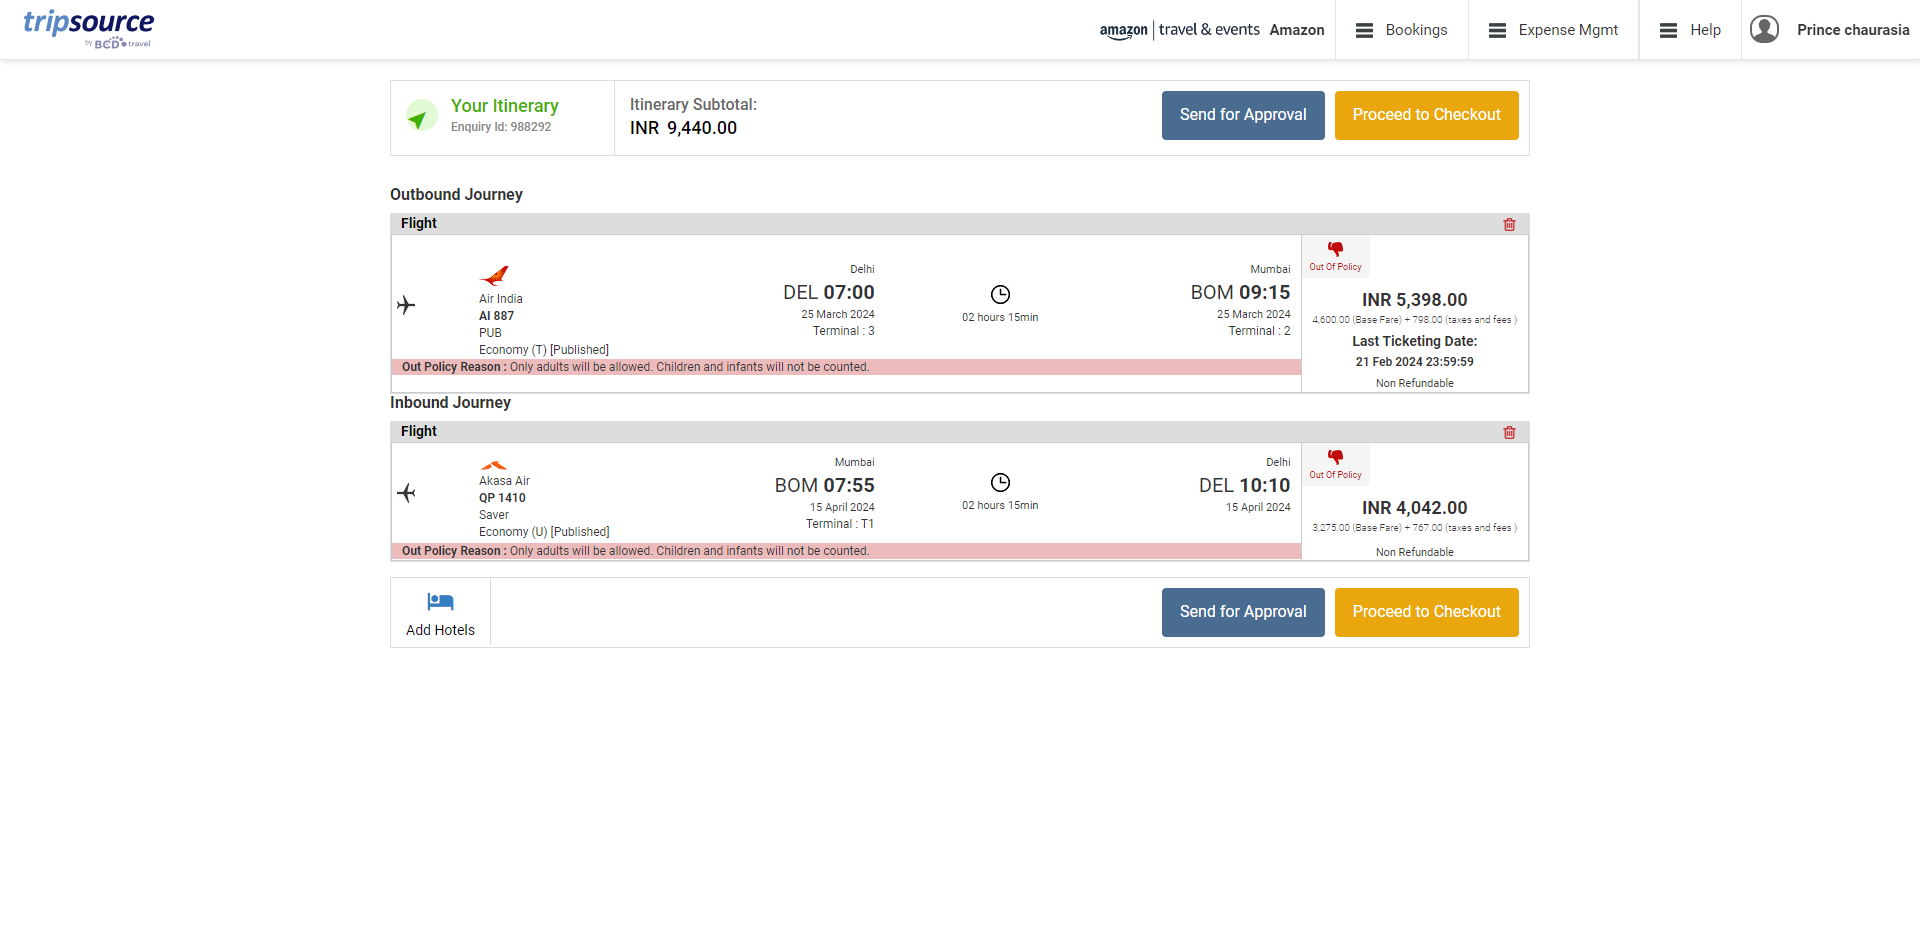 tripsource
by BCD travel
amazon | travel & events Amazon
Bookings
Expense Mgmt
Help
Prince chaurasia
Your Itinerary
Enquiry Id: 988292
Itinerary Subtotal:
INR 9,440.00
Send for Approval
Proceed to Checkout
Outbound Journey
Flight
Air India
AI 887
PUB
Economy (T) [Published]
Delhi
DEL 07:00
25 March 2024
Terminal : 3
02 hours 15min
Mumbai
BOM 09:15
25 March 2024
Terminal : 2
Out Policy Reason : Only adults will be allowed. Children and infants will not be counted.
Out Of Policy
INR 5,398.00
4,600.00 (Base Fare) + 798.00 (taxes and fees )
Last Ticketing Date:
21 Feb 2024 23:59:59
Non Refundable
Inbound Journey
Flight
Akasa Air
QP 1410
Saver
Economy (U) [Published]
Mumbai
BOM 07:55
15 April 2024
Terminal : T1
02 hours 15min
Delhi
DEL 10:10
15 April 2024
Out Policy Reason : Only adults will be allowed. Children and infants will not be counted.
Out Of Policy
INR 4,042.00
3,275.00 (Base Fare) + 767.00 (taxes and fees )
Non Refundable
Add Hotels
Send for Approval
Proceed to Checkout